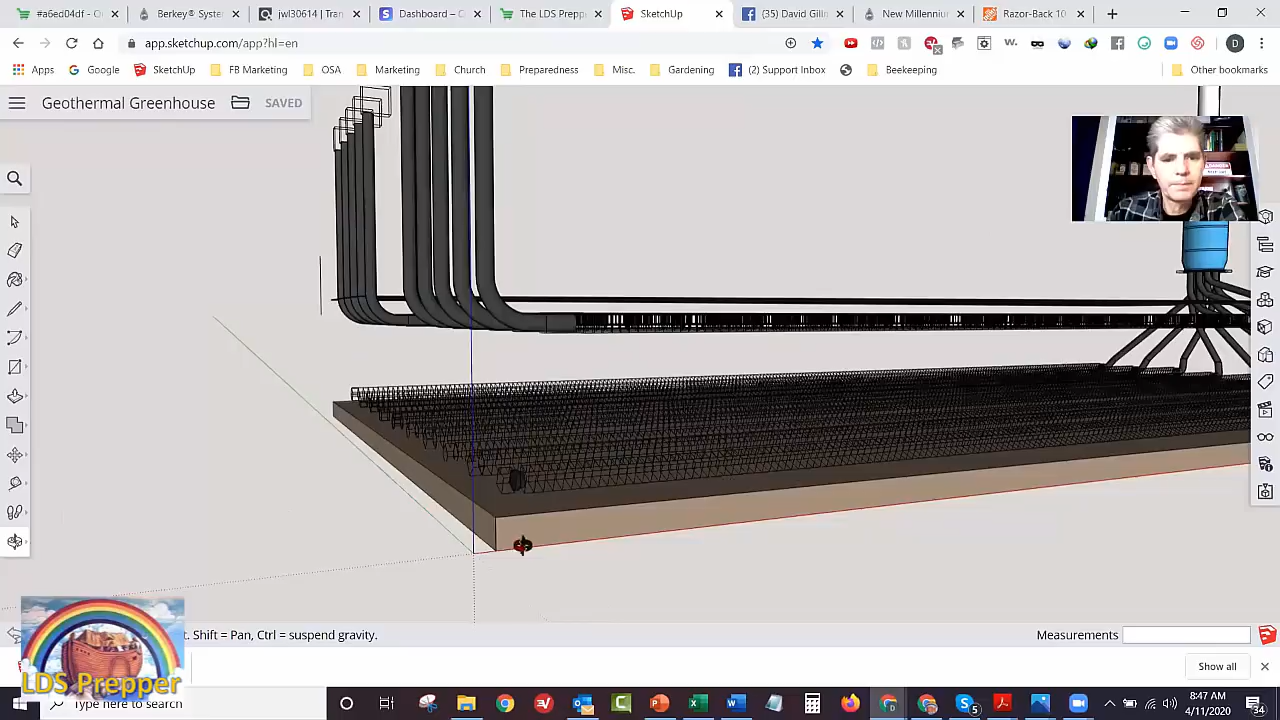 #a6ed04df - C
Berkey® Syste
jwi89614 | Tran
Dashboard – G
The LDS Prepp
SketchUp
(35) David Gillm
New Millenniu
Razor-Back 10
app.sketchup.com/app?hl=en
Apps
Google
SketchUp
FB Marketing
OSA
Marketing
Church
Preparedness
Misc.
Gardening
(2) Support Inbox
Beekeeping
Other bookmarks
Geothermal Greenhouse
SAVED
t. Shift = Pan, Ctrl = suspend gravity.
Measurements
LDS Prepper
Show all
Type here to search
8:47 AM
4/11/2020